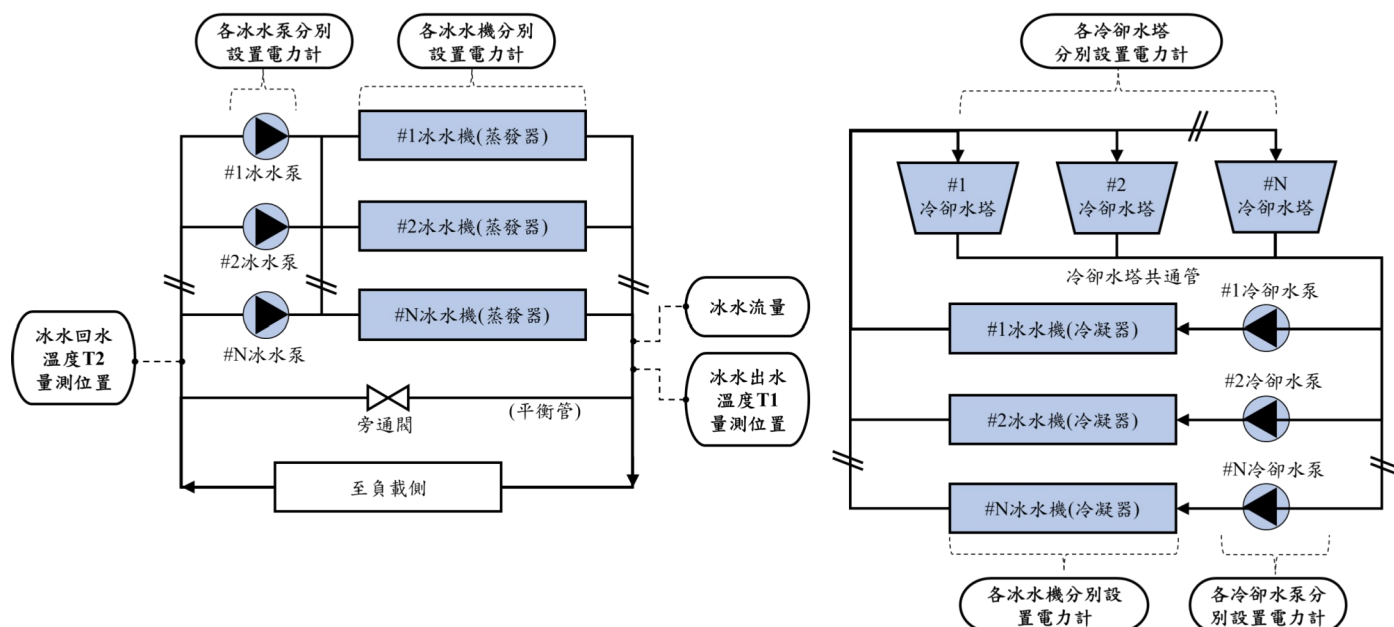 各冰水泵分別
設置電力計
各冰水機分別
設置電力計
#1冰水機(蒸發器)
#1冰水泵
#2冰水機(蒸發器)
#2冰水泵
#N冰水機(蒸發器)
#N冰水泵
冰水回水
溫度T2
量測位置
冰水流量
冰水出水
溫度T1
量測位置
旁通閥
(平衡管)
至負載側
各冷卻水塔
分別設置電力計
#1
冷卻水塔
#2
冷卻水塔
#N
冷卻水塔
冷卻水塔共通管
#1冷卻水泵
#1冰水機(冷凝器)
#2冷卻水泵
#2冰水機(冷凝器)
#N冷卻水泵
#N冰水機(冷凝器)
各冰水機分別設
置電力計
各冷卻水泵分
別設置電力計